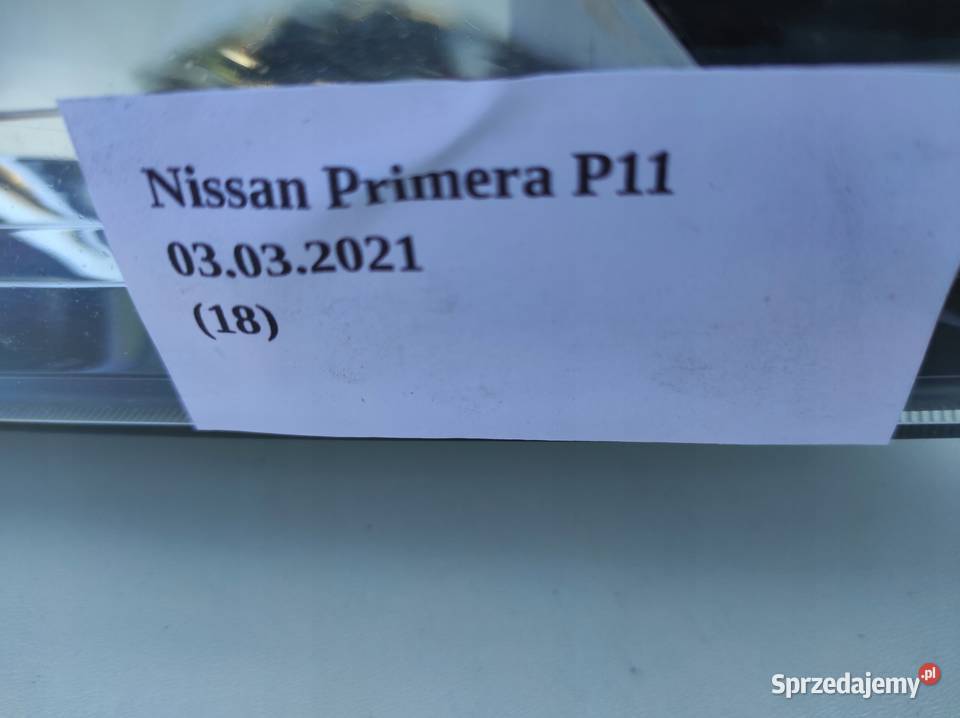 Nissan Primera P11
03.03.2021
(18)
Sprzedajemy.pl